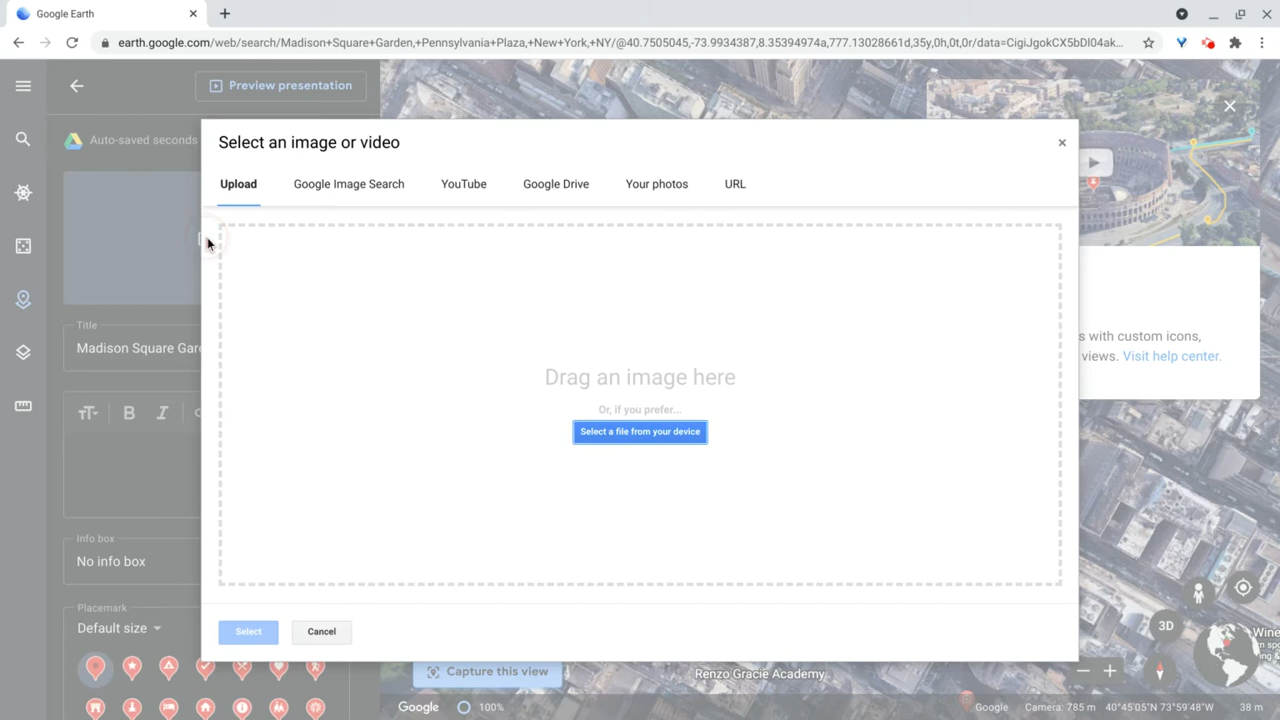 Google Earth
earth.google.com/web/search/Madison+Square+Garden,+Pennsylvania+Plaza,+New+York,+NY/@40.7505045,-73.9934387,8.35394974a,777.13028661d,35y,0h,0t,0r/data=CigiJgokCX5bDl04ak...
Preview presentation
Auto-saved seconds
Select an image or video
Upload
Google Image Search
YouTube
Google Drive
Your photos
URL
Title
Madison Square Gar
Drag an image here
Or, if you prefer...
Select a file from your device
s with custom icons,
views. Visit help center.
B I
Info box
No info box
Placemark
Default size
Select
Cancel
3D
Capture this view
Renzo Gracie Academy
Wine
Google
100%
Google
Camera: 785 m
40°45'05"N 73°59'48"W
38 m